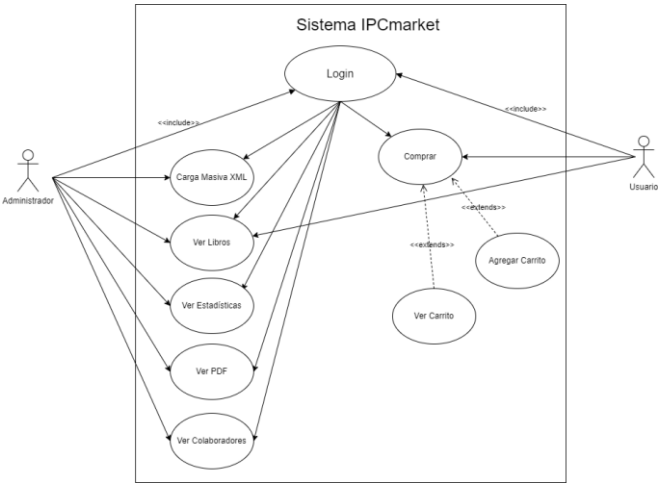 Sistema IPCmarket
Login
<<include>>
<<include>>
Administrador
Carga Masiva XML
Comprar
Usuario
<<extends>>
Ver Libros
<<extends>>
Agregar Carrito
Ver Estadísticas
Ver Carrito
Ver PDF
Ver Colaboradores